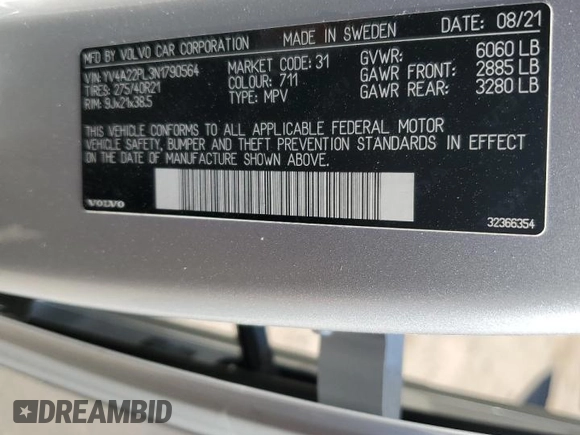 MFD BY VOLVO CAR CORPORATION MADE IN SWEDEN DATE: 08/21
VIN: YV4A22PL3N1790564 MARKET CODE: 31 GVWR: 6060 LB
TIRES: 275/40R21 COLOUR: 711 GAWR FRONT: 2885 LB
RIM: 9Jx21x38.5 TYPE: MPV GAWR REAR: 3280 LB
THIS VEHICLE CONFORMS TO ALL APPLICABLE FEDERAL MOTOR
VEHICLE SAFETY, BUMPER AND THEFT PREVENTION STANDARDS IN EFFECT
ON THE DATE OF MANUFACTURE SHOWN ABOVE.
VOLVO
32366354
DREAMBID